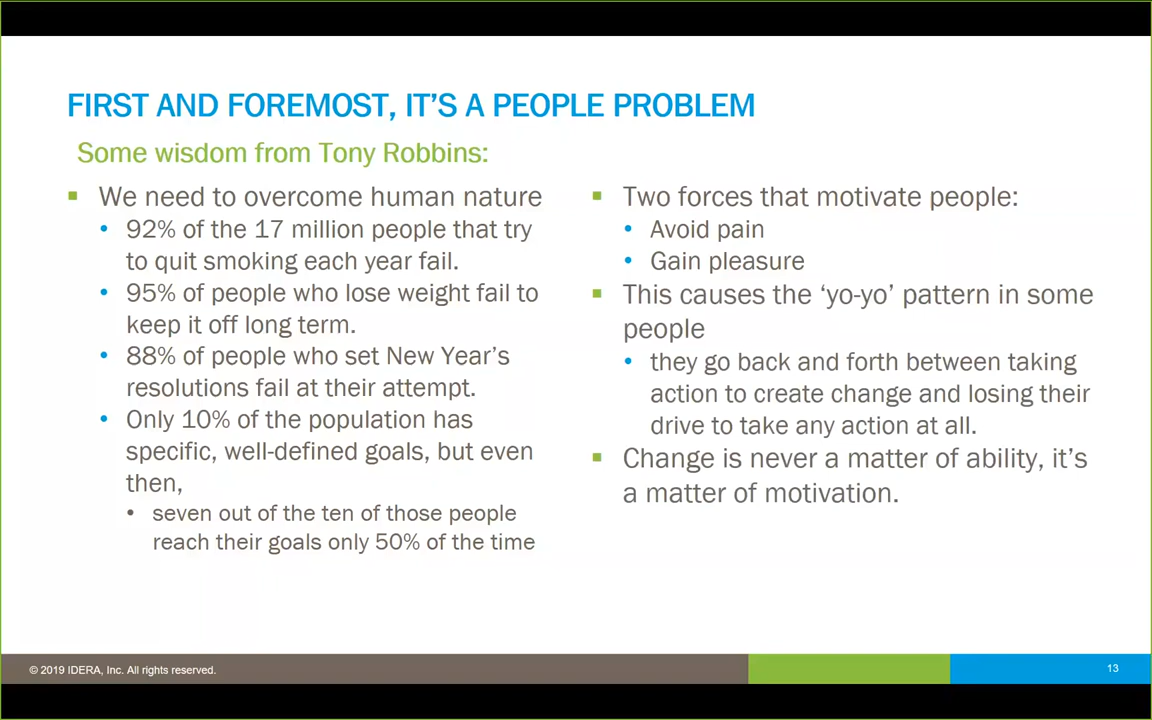 FIRST AND FOREMOST, IT'S A PEOPLE PROBLEM
Some wisdom from Tony Robbins:
We need to overcome human nature
92% of the 17 million people that try
to quit smoking each year fail.
95% of people who lose weight fail to
keep it off long term.
88% of people who set New Year's
resolutions fail at their attempt.
Only 10% of the population has
specific, well-defined goals, but even
then,
seven out of the ten of those people
reach their goals only 50% of the time
Two forces that motivate people:
Avoid pain
Gain pleasure
This causes the 'yo-yo' pattern in some
people
they go back and forth between taking
action to create change and losing their
drive to take any action at all.
Change is never a matter of ability, it's
a matter of motivation.
© 2019 IDERA, Inc. All rights reserved.
13